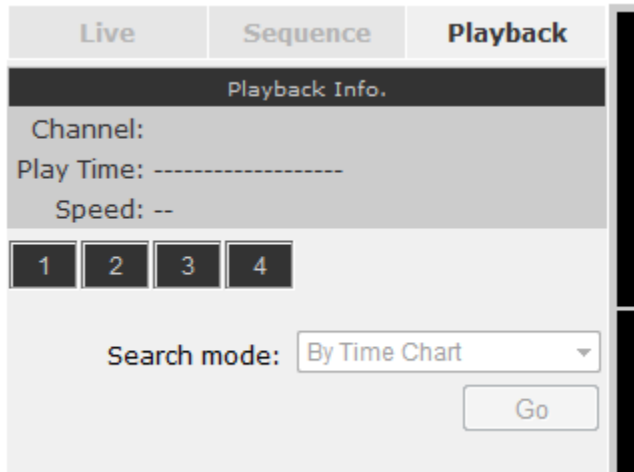 Live Sequence Playback
Playback Info.
Channel:
Play Time: -------------------
Speed: --
1 2 3 4
Search mode: By Time Chart
Go